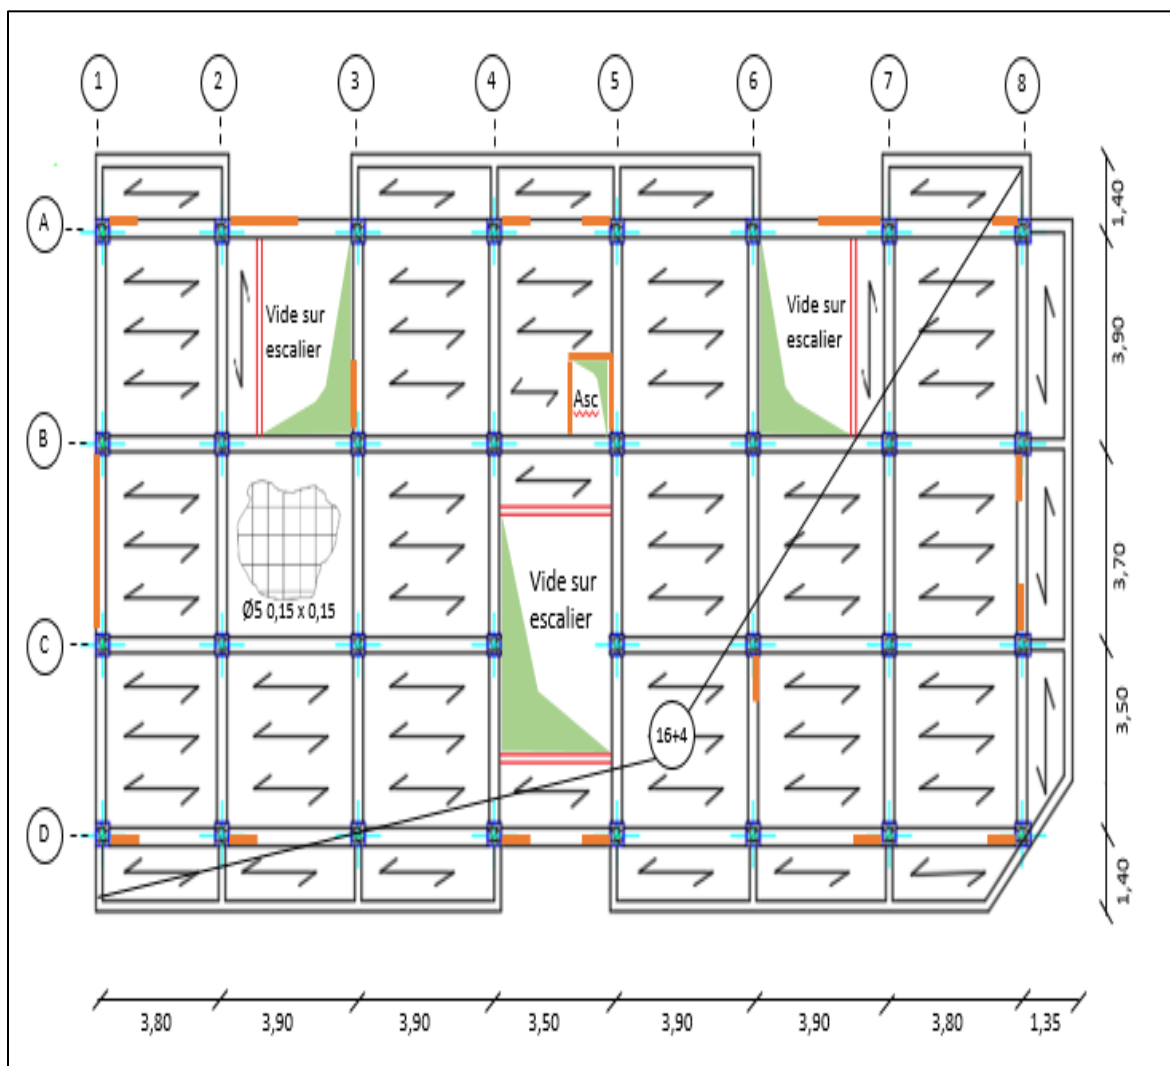 1 2 3 4 5 6 7 8
1,40
A
Vide sur
escalier
Vide sur
escalier
3,90
Asc
B
Ø5 0,15 x 0,15
Vide sur
escalier
3,70
C
16+4
3,50
D
1,40
3,80 3,90 3,90 3,50 3,90 3,90 3,80 1,35